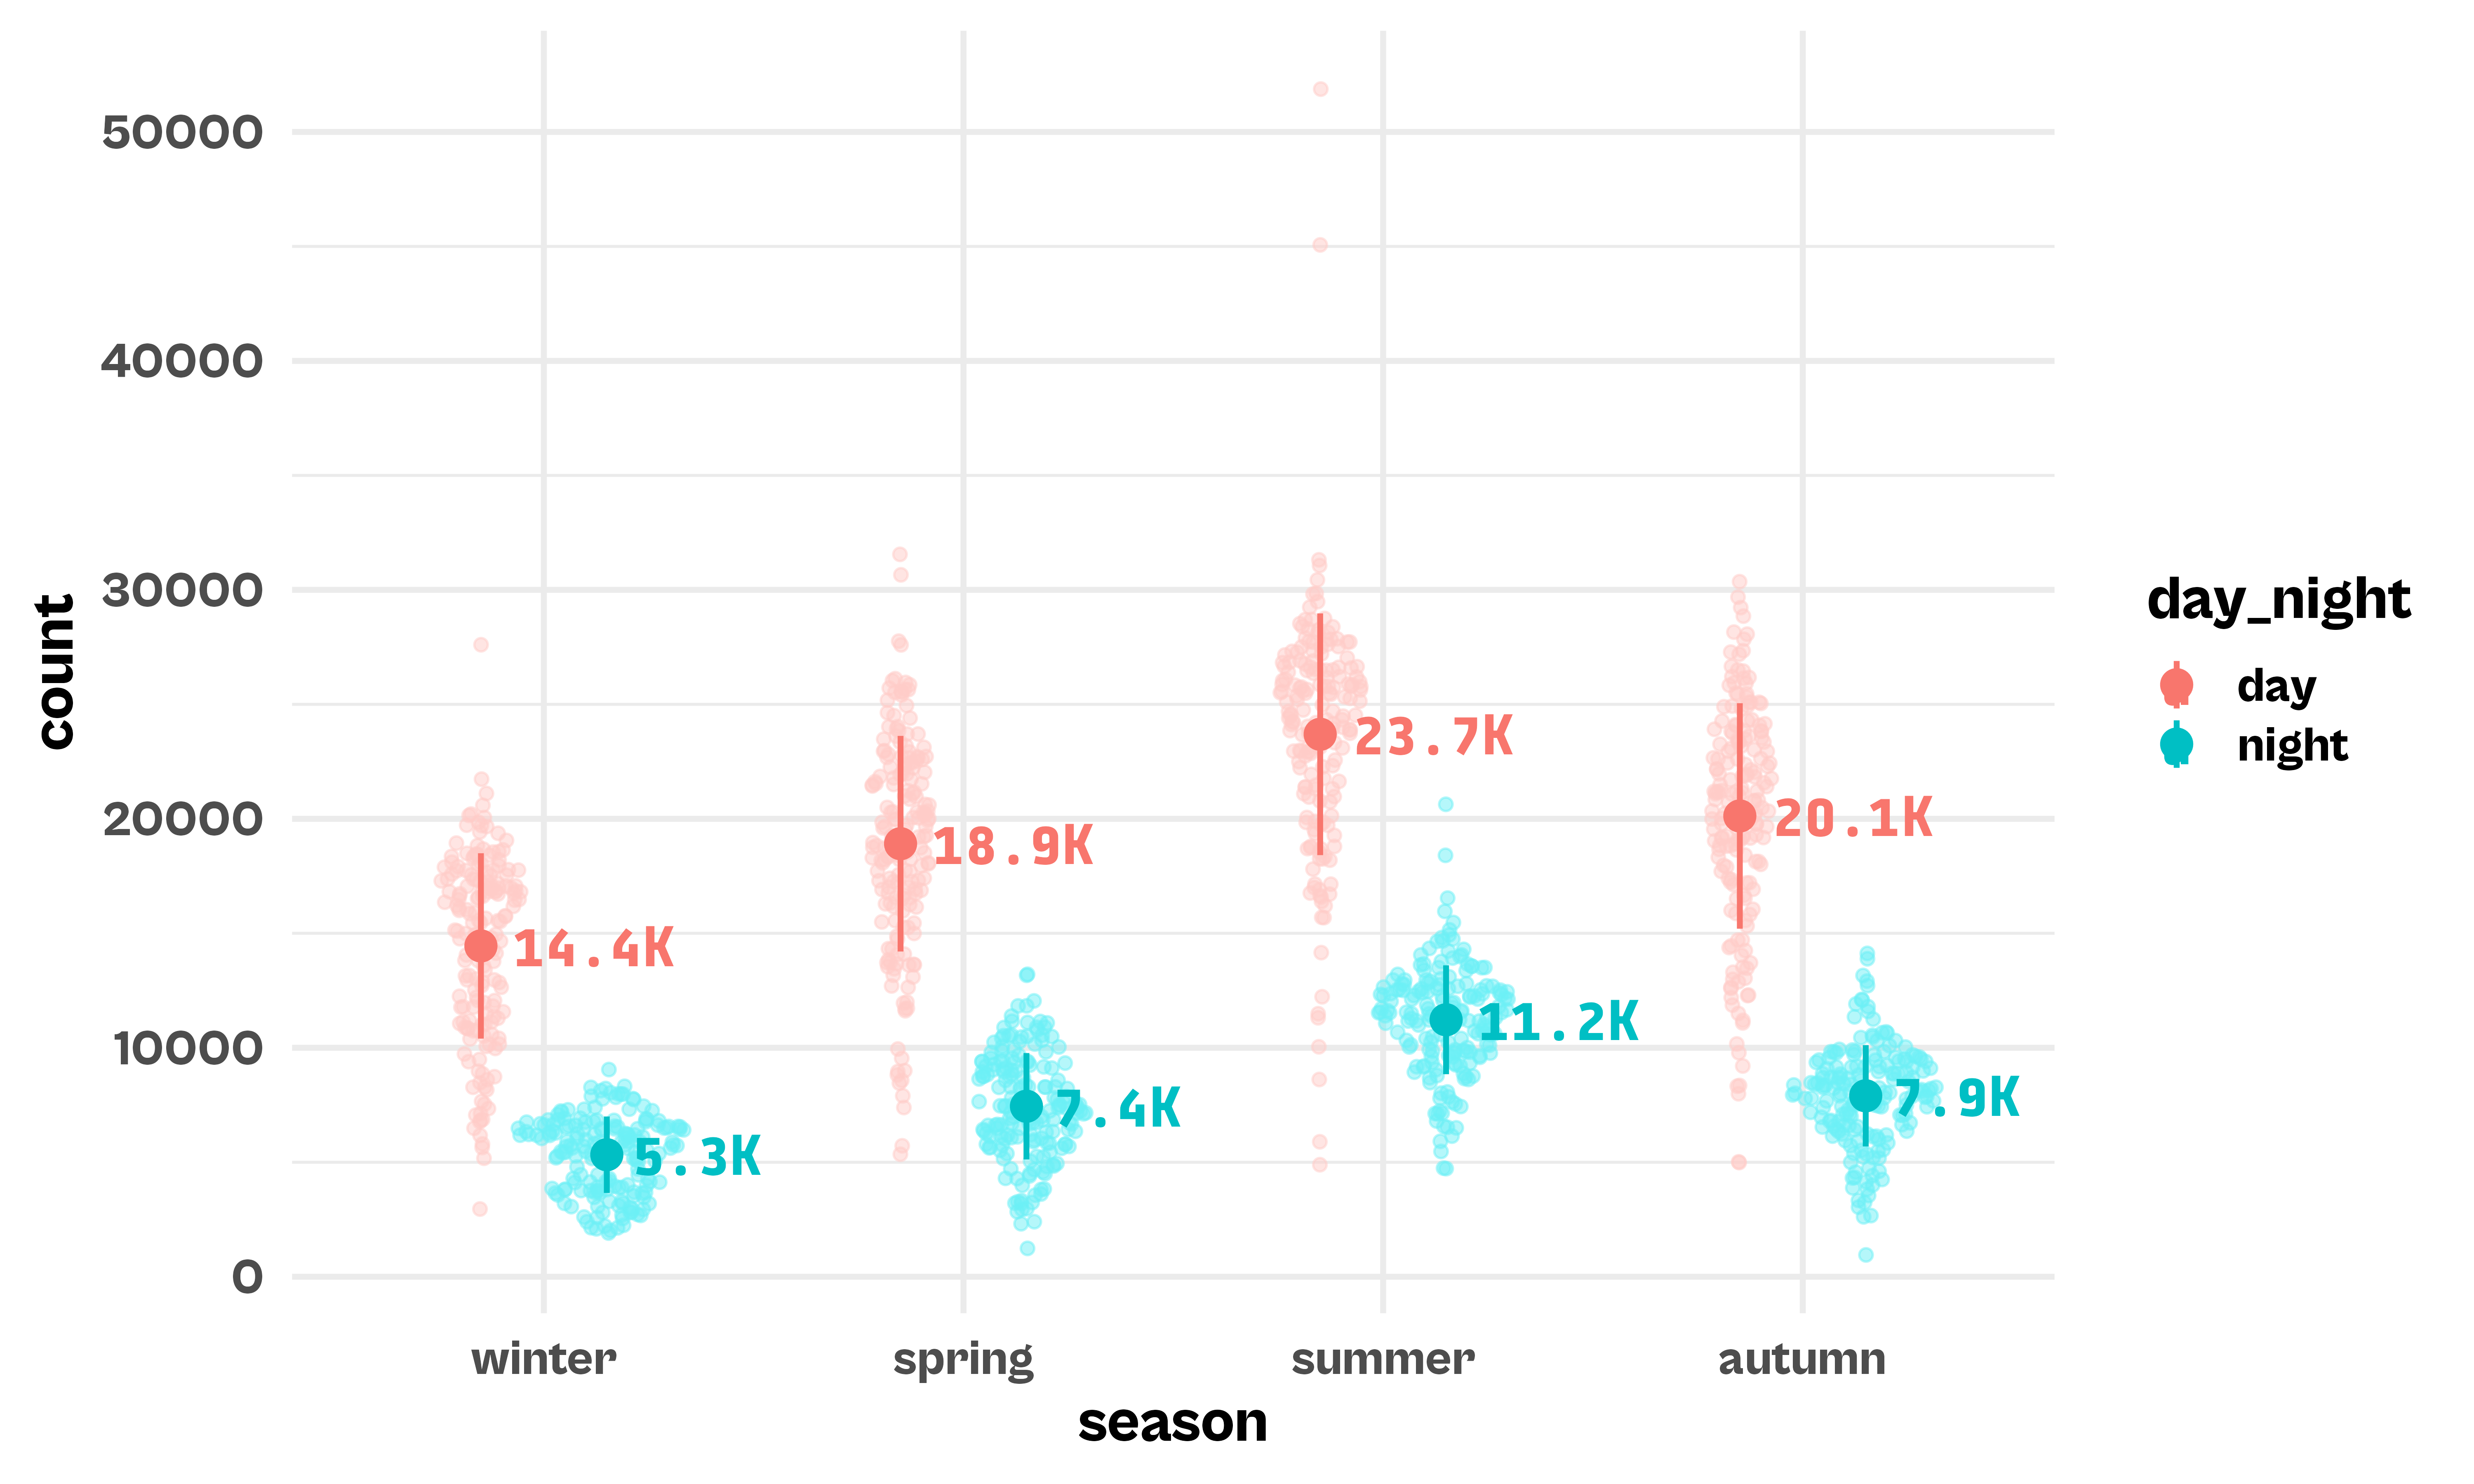 50000
40000
30000
20000
10000
0
count
23.7K
20.1K
18.9K
14.4K
11.2K
7.4K
7.9K
5.3K
winter
spring
summer
autumn
season
day_night
day
night